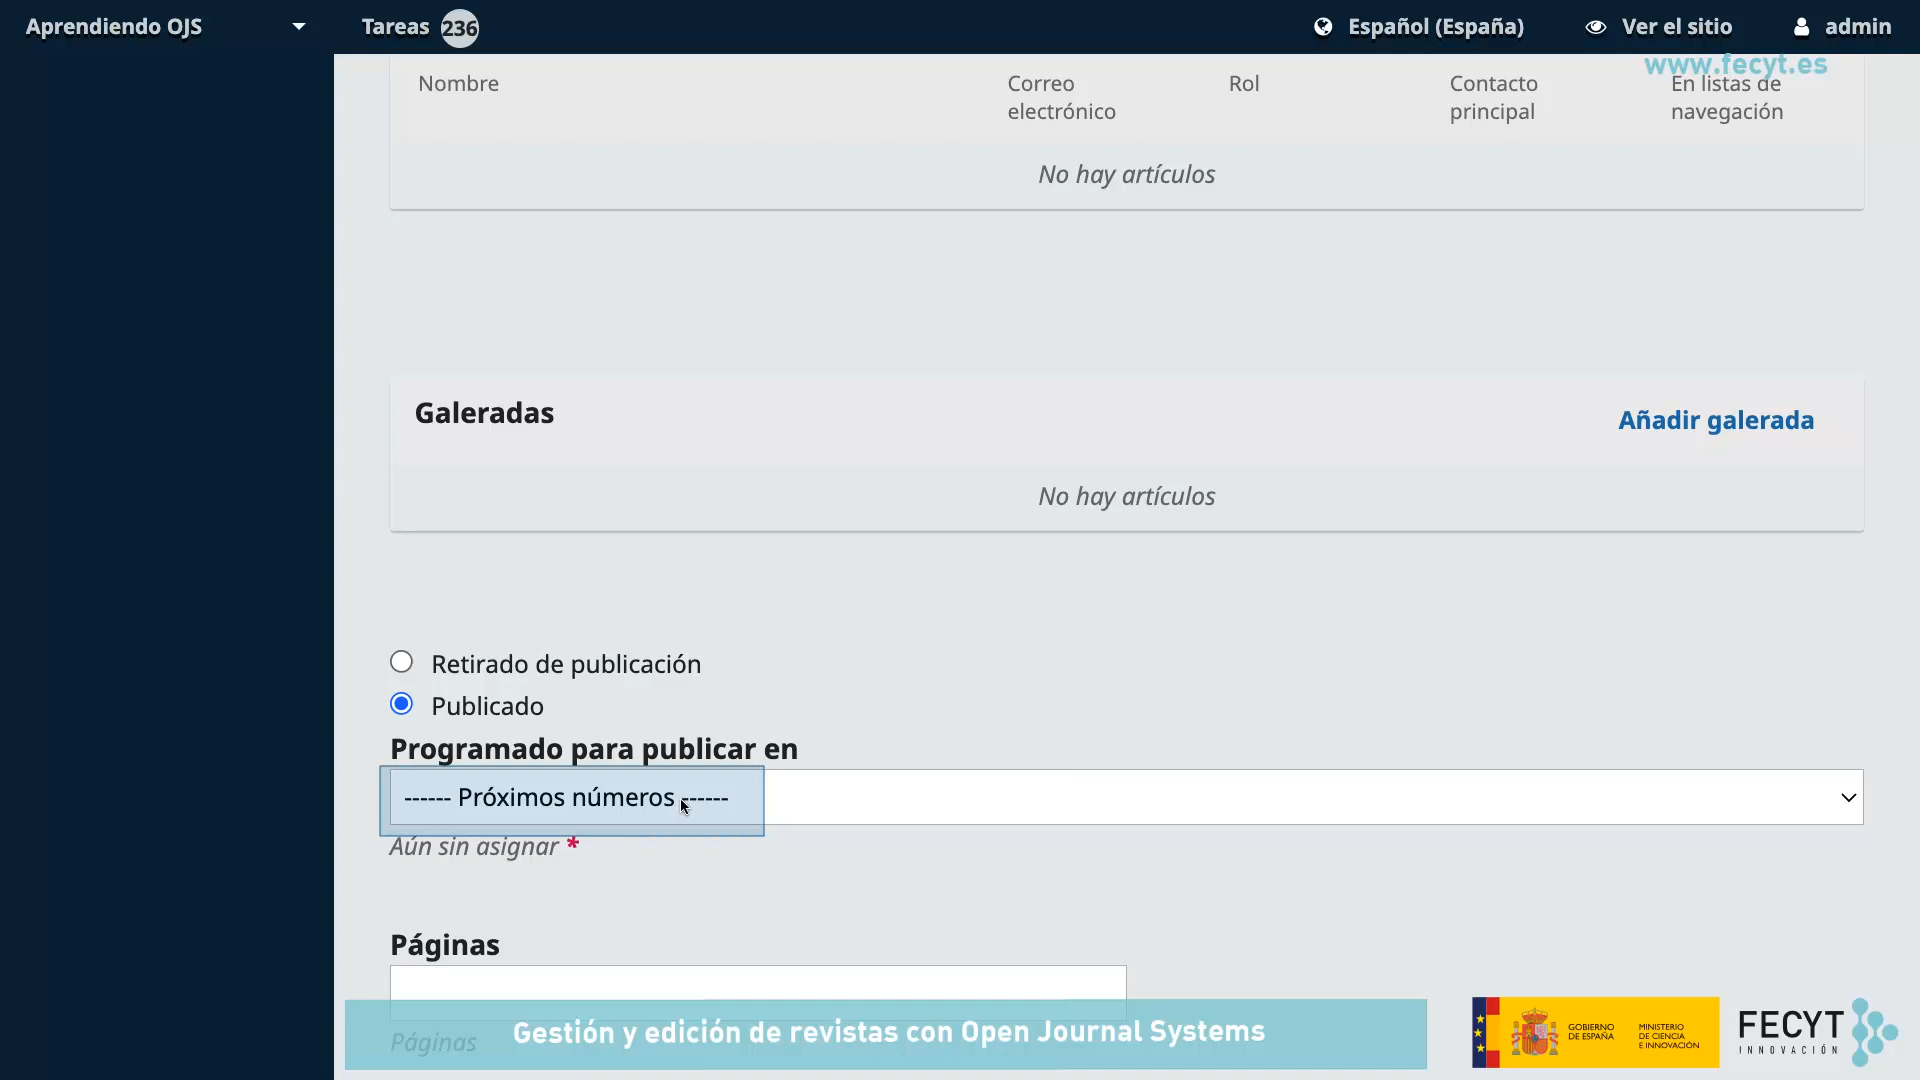 Aprendiendo OJS
Tareas 236
Español (España)
Ver el sitio
admin
www.fecyt.es
Nombre
Correo electrónico
Rol
Contacto principal
En listas de navegación
No hay artículos
Galeradas
Añadir galerada
No hay artículos
Retirado de publicación
Publicado
Programado para publicar en
------ Próximos números ------
Aún sin asignar *
Páginas
Páginas
Gestión y edición de revistas con Open Journal Systems
GOBIERNO DE ESPAÑA
MINISTERIO DE CIENCIA E INNOVACIÓN
FECYT
INNOVACIÓN